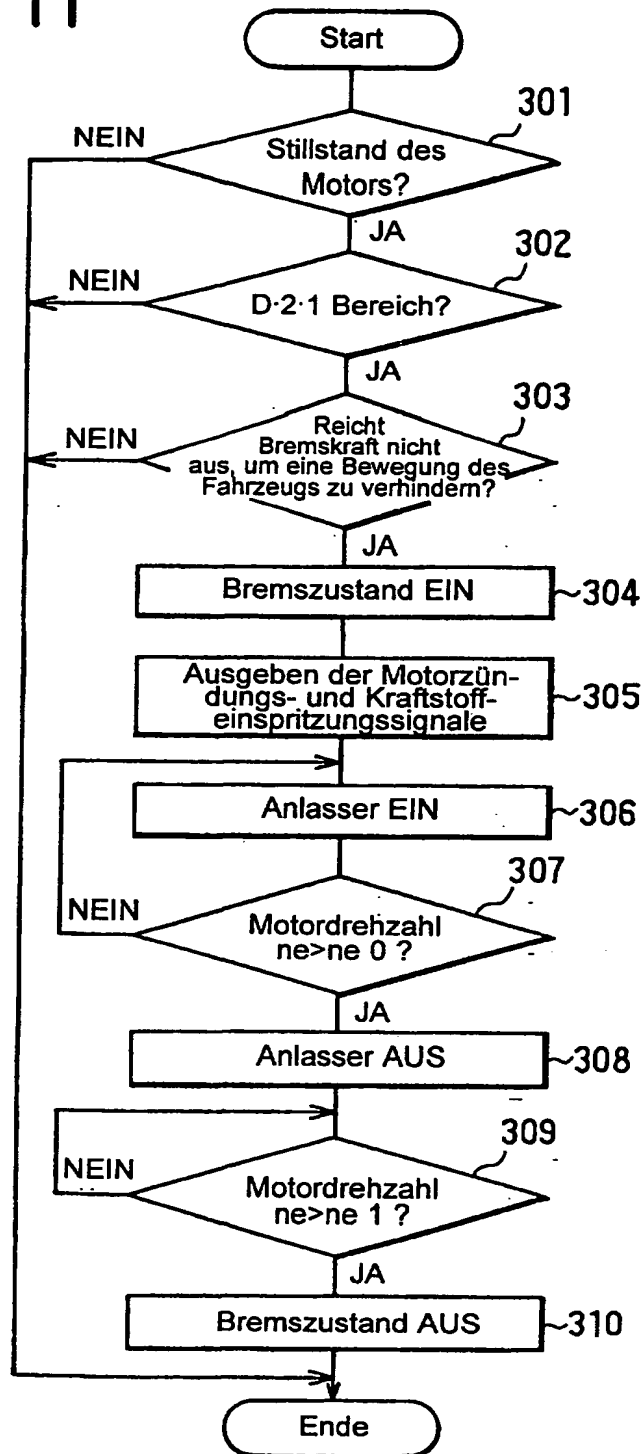 Start
301
NEIN
Stillstand des
Motors?
JA
302
NEIN
D·2·1 Bereich?
JA
303
NEIN
Reicht
Bremskraft nicht
aus, um eine Bewegung des
Fahrzeugs zu verhindern?
JA
Bremszustand EIN
304
Ausgeben der Motorzün-
dungs- und Kraftstoff-
einspritzungssignale
305
Anlasser EIN
306
307
NEIN
Motordrehzahl
ne>ne 0 ?
JA
Anlasser AUS
308
309
NEIN
Motordrehzahl
ne>ne 1 ?
JA
Bremszustand AUS
310
Ende